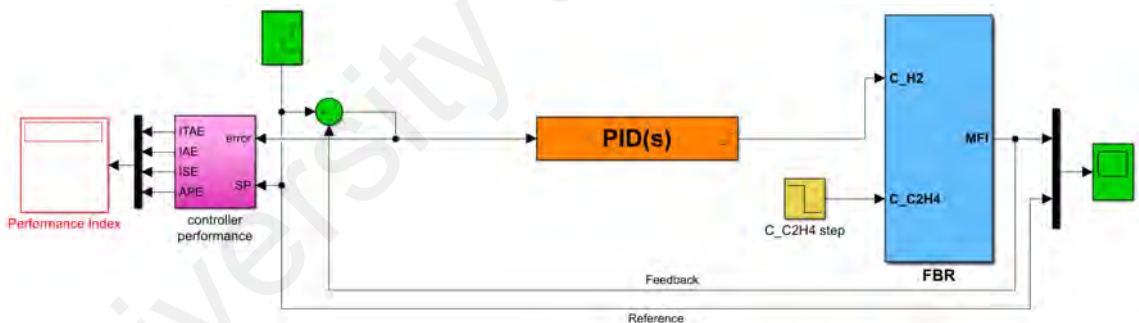 C_H2
PID(s)
ITAE
error
IAE
MFI
ISE
SP
APE
C_C2H4
Performance Index
controller
performance
C_C2H4 step
FBR
Feedback
Reference
versity